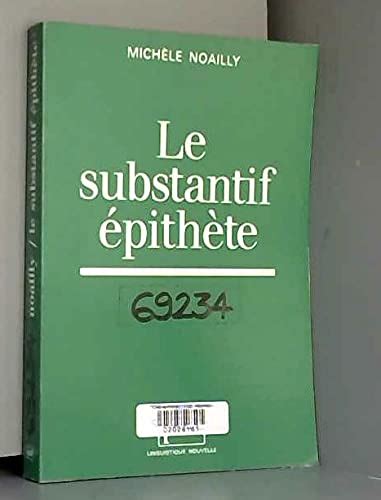 MICHÈLE NOAILLY
Le
substantif
épithète
69234
LINGUISTIQUE NOUVELLE
noailly / le substantif épithète